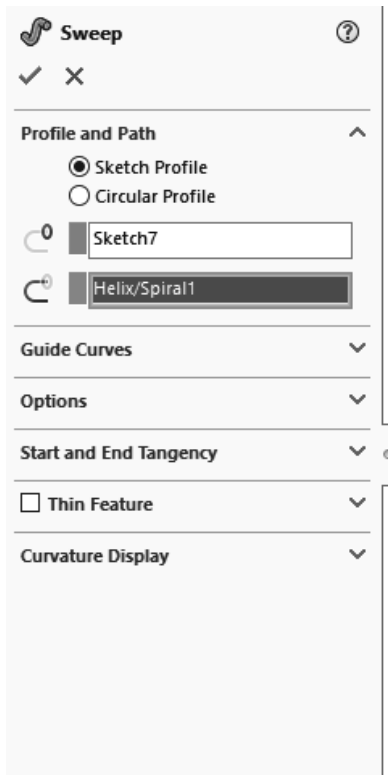 Sweep
Profile and Path
Sketch Profile
Circular Profile
Sketch7
Helix/Spiral1
Guide Curves
Options
Start and End Tangency
Thin Feature
Curvature Display